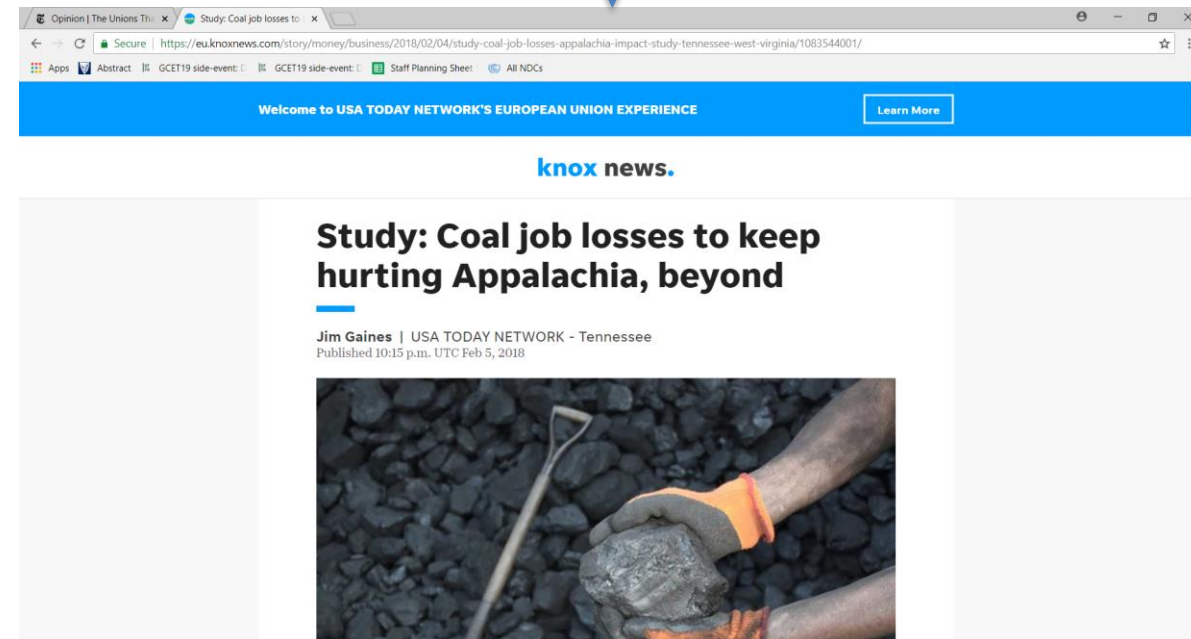 Opinion | The Unions Tha
Study: Coal job losses to
Secure | https://eu.knoxnews.com/story/money/business/2018/02/04/study-coal-job-losses-appalachia-impact-study-tennessee-west-virginia/1083544001/
Apps Abstract GCET19 side-event: D GCET19 side-event: D Staff Planning Sheet All NDCs
Welcome to USA TODAY NETWORK'S EUROPEAN UNION EXPERIENCE
Learn More
knox news.
Study: Coal job losses to keep
hurting Appalachia, beyond
Jim Gaines | USA TODAY NETWORK - Tennessee
Published 10:15 p.m. UTC Feb 5, 2018